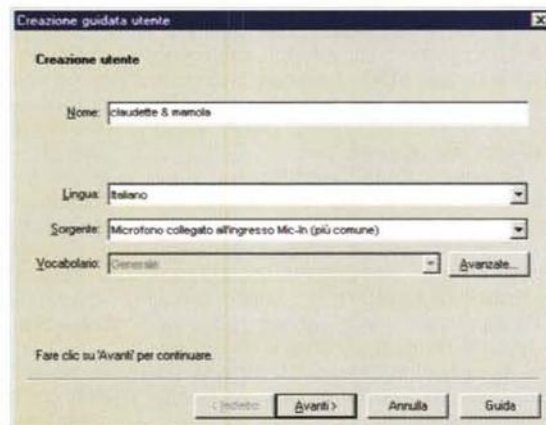 Creazione guidata utente
Creazione utente
Nome: claudette & mamola
Lingua: Italiano
Sorgente: Microfono collegato all'ingresso Mic-In (più comune)
Vocabolario: Generale Avanzate...
Fare clic su 'Avanti' per continuare.
< Indietro Avanti > Annulla Guida